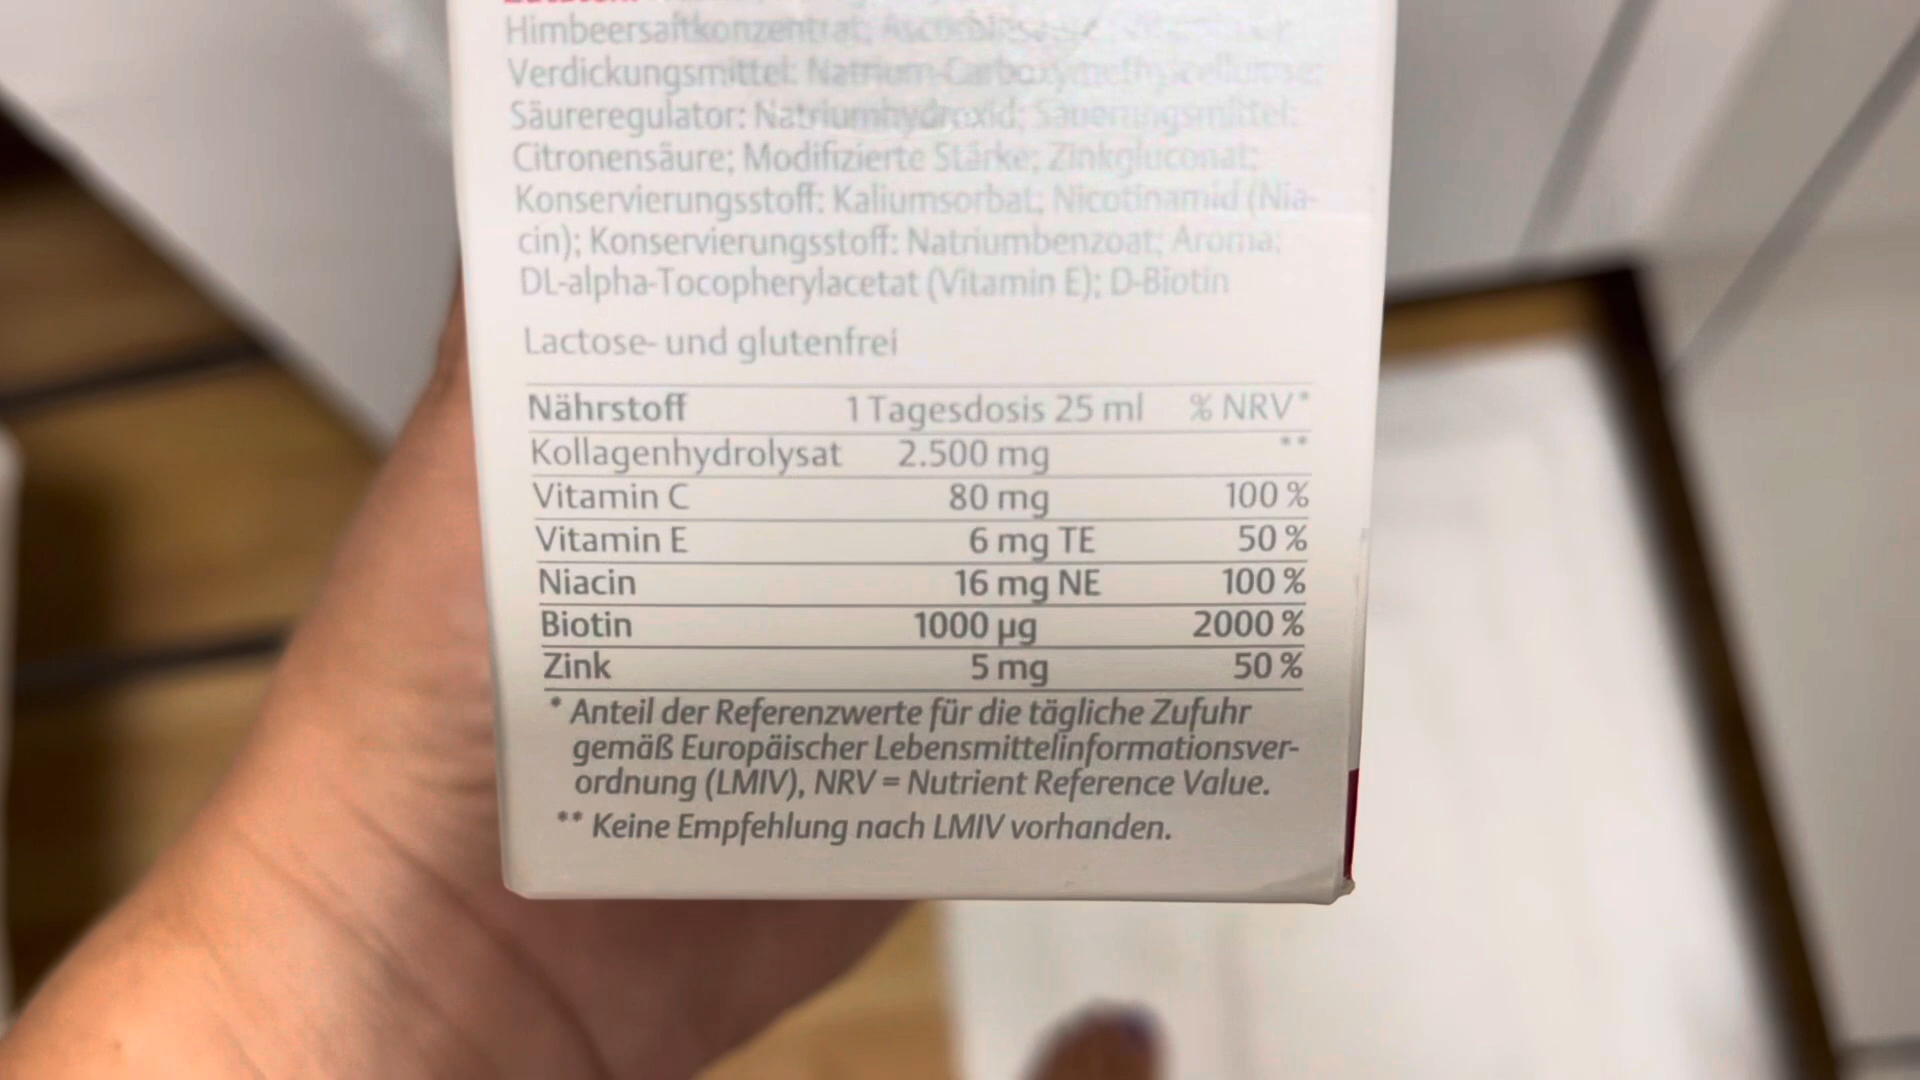 Himbeersaftkonzentrat; Ascorbinsäure
Verdickungsmittel: Natrium-Carboxymethylcellulose;
Säureregulator: Natriumhydroxid; Säuerungsmittel:
Citronensäure; Modifizierte Stärke; Zinkgluconat;
Konservierungsstoff: Kaliumsorbat; Nicotinamid (Nia-
cin); Konservierungsstoff: Natriumbenzoat; Aroma;
DL-alpha-Tocopherylacetat (Vitamin E); D-Biotin
Lactose- und glutenfrei
Nährstoff 1 Tagesdosis 25 ml % NRV*
Kollagenhydrolysat 2.500 mg **
Vitamin C 80 mg 100 %
Vitamin E 6 mg TE 50 %
Niacin 16 mg NE 100 %
Biotin 1000 µg 2000 %
Zink 5 mg 50 %
* Anteil der Referenzwerte für die tägliche Zufuhr
gemäß Europäischer Lebensmittelinformationsver-
ordnung (LMIV), NRV = Nutrient Reference Value.
** Keine Empfehlung nach LMIV vorhanden.